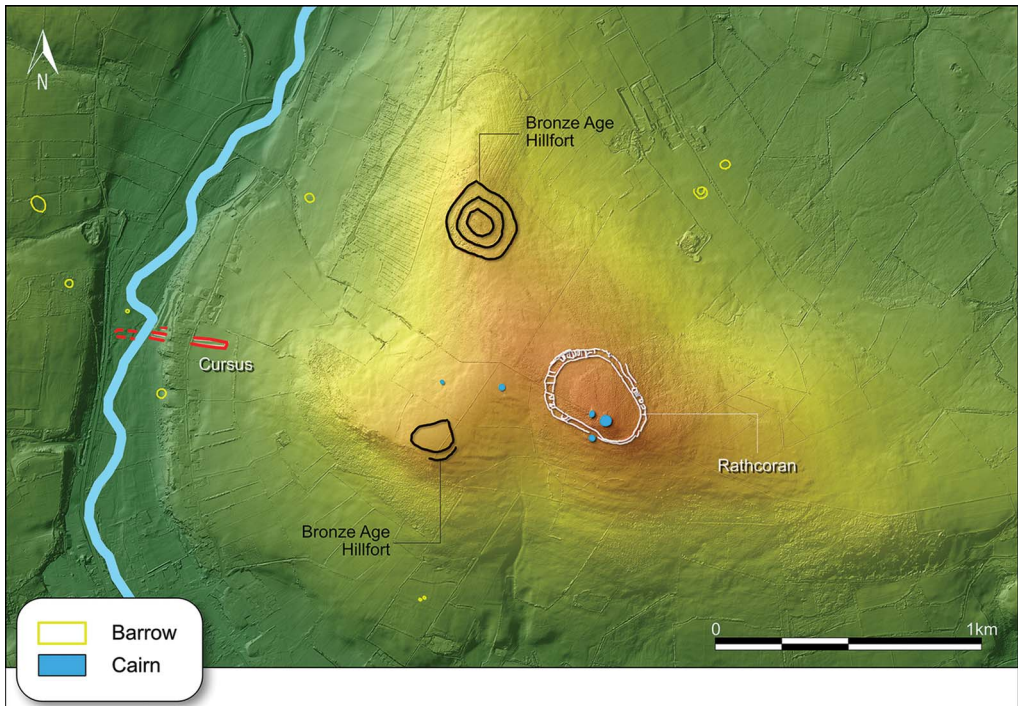 N
Bronze Age
Hillfort
Cursus
Rathcoran
Bronze Age
Hillfort
Barrow
Cairn
0 1km